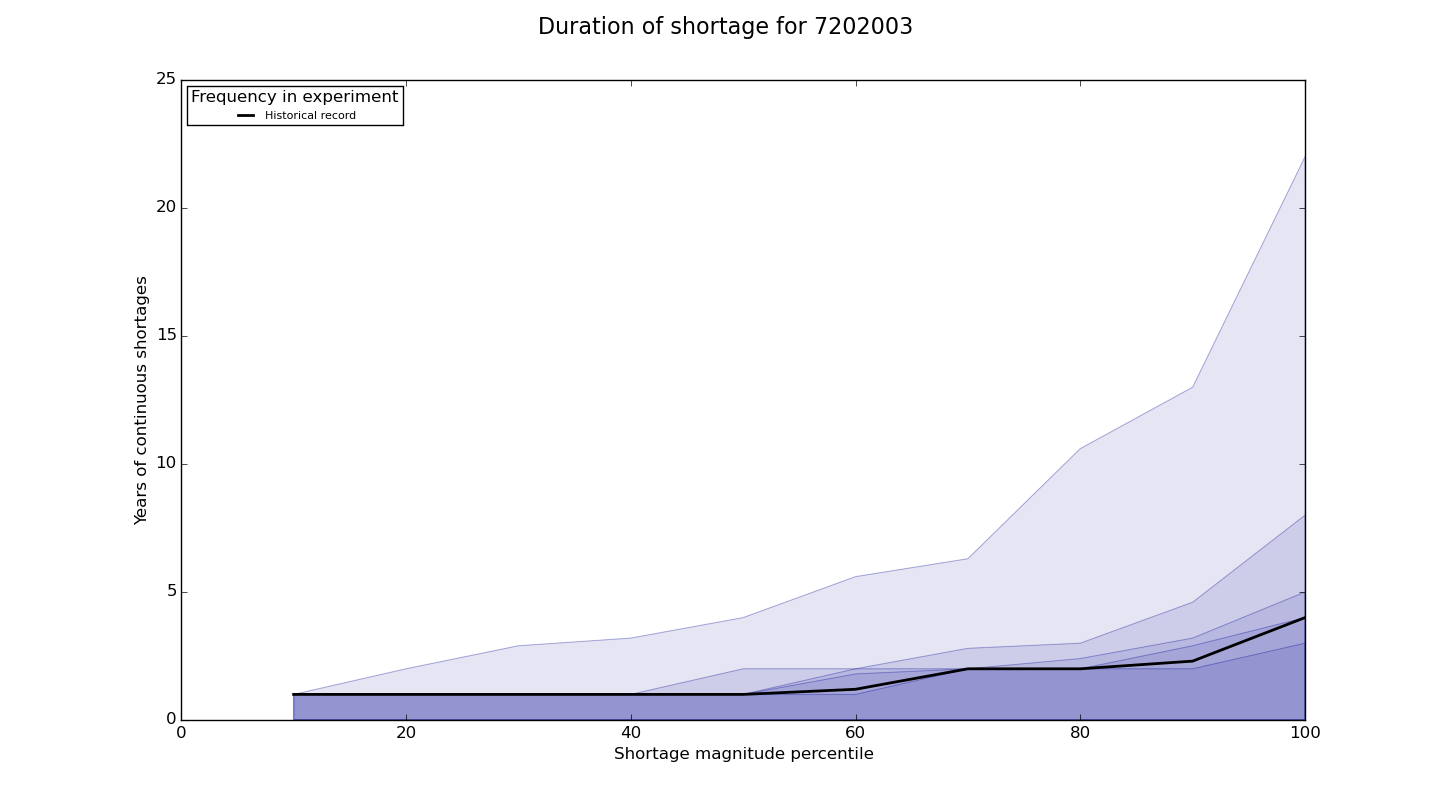 Duration of shortage for 7202003
25
Frequency in experiment
Historical record
20
15
10
5
0
Years of continuous shortages
0 20 40 60 80 100
Shortage magnitude percentile